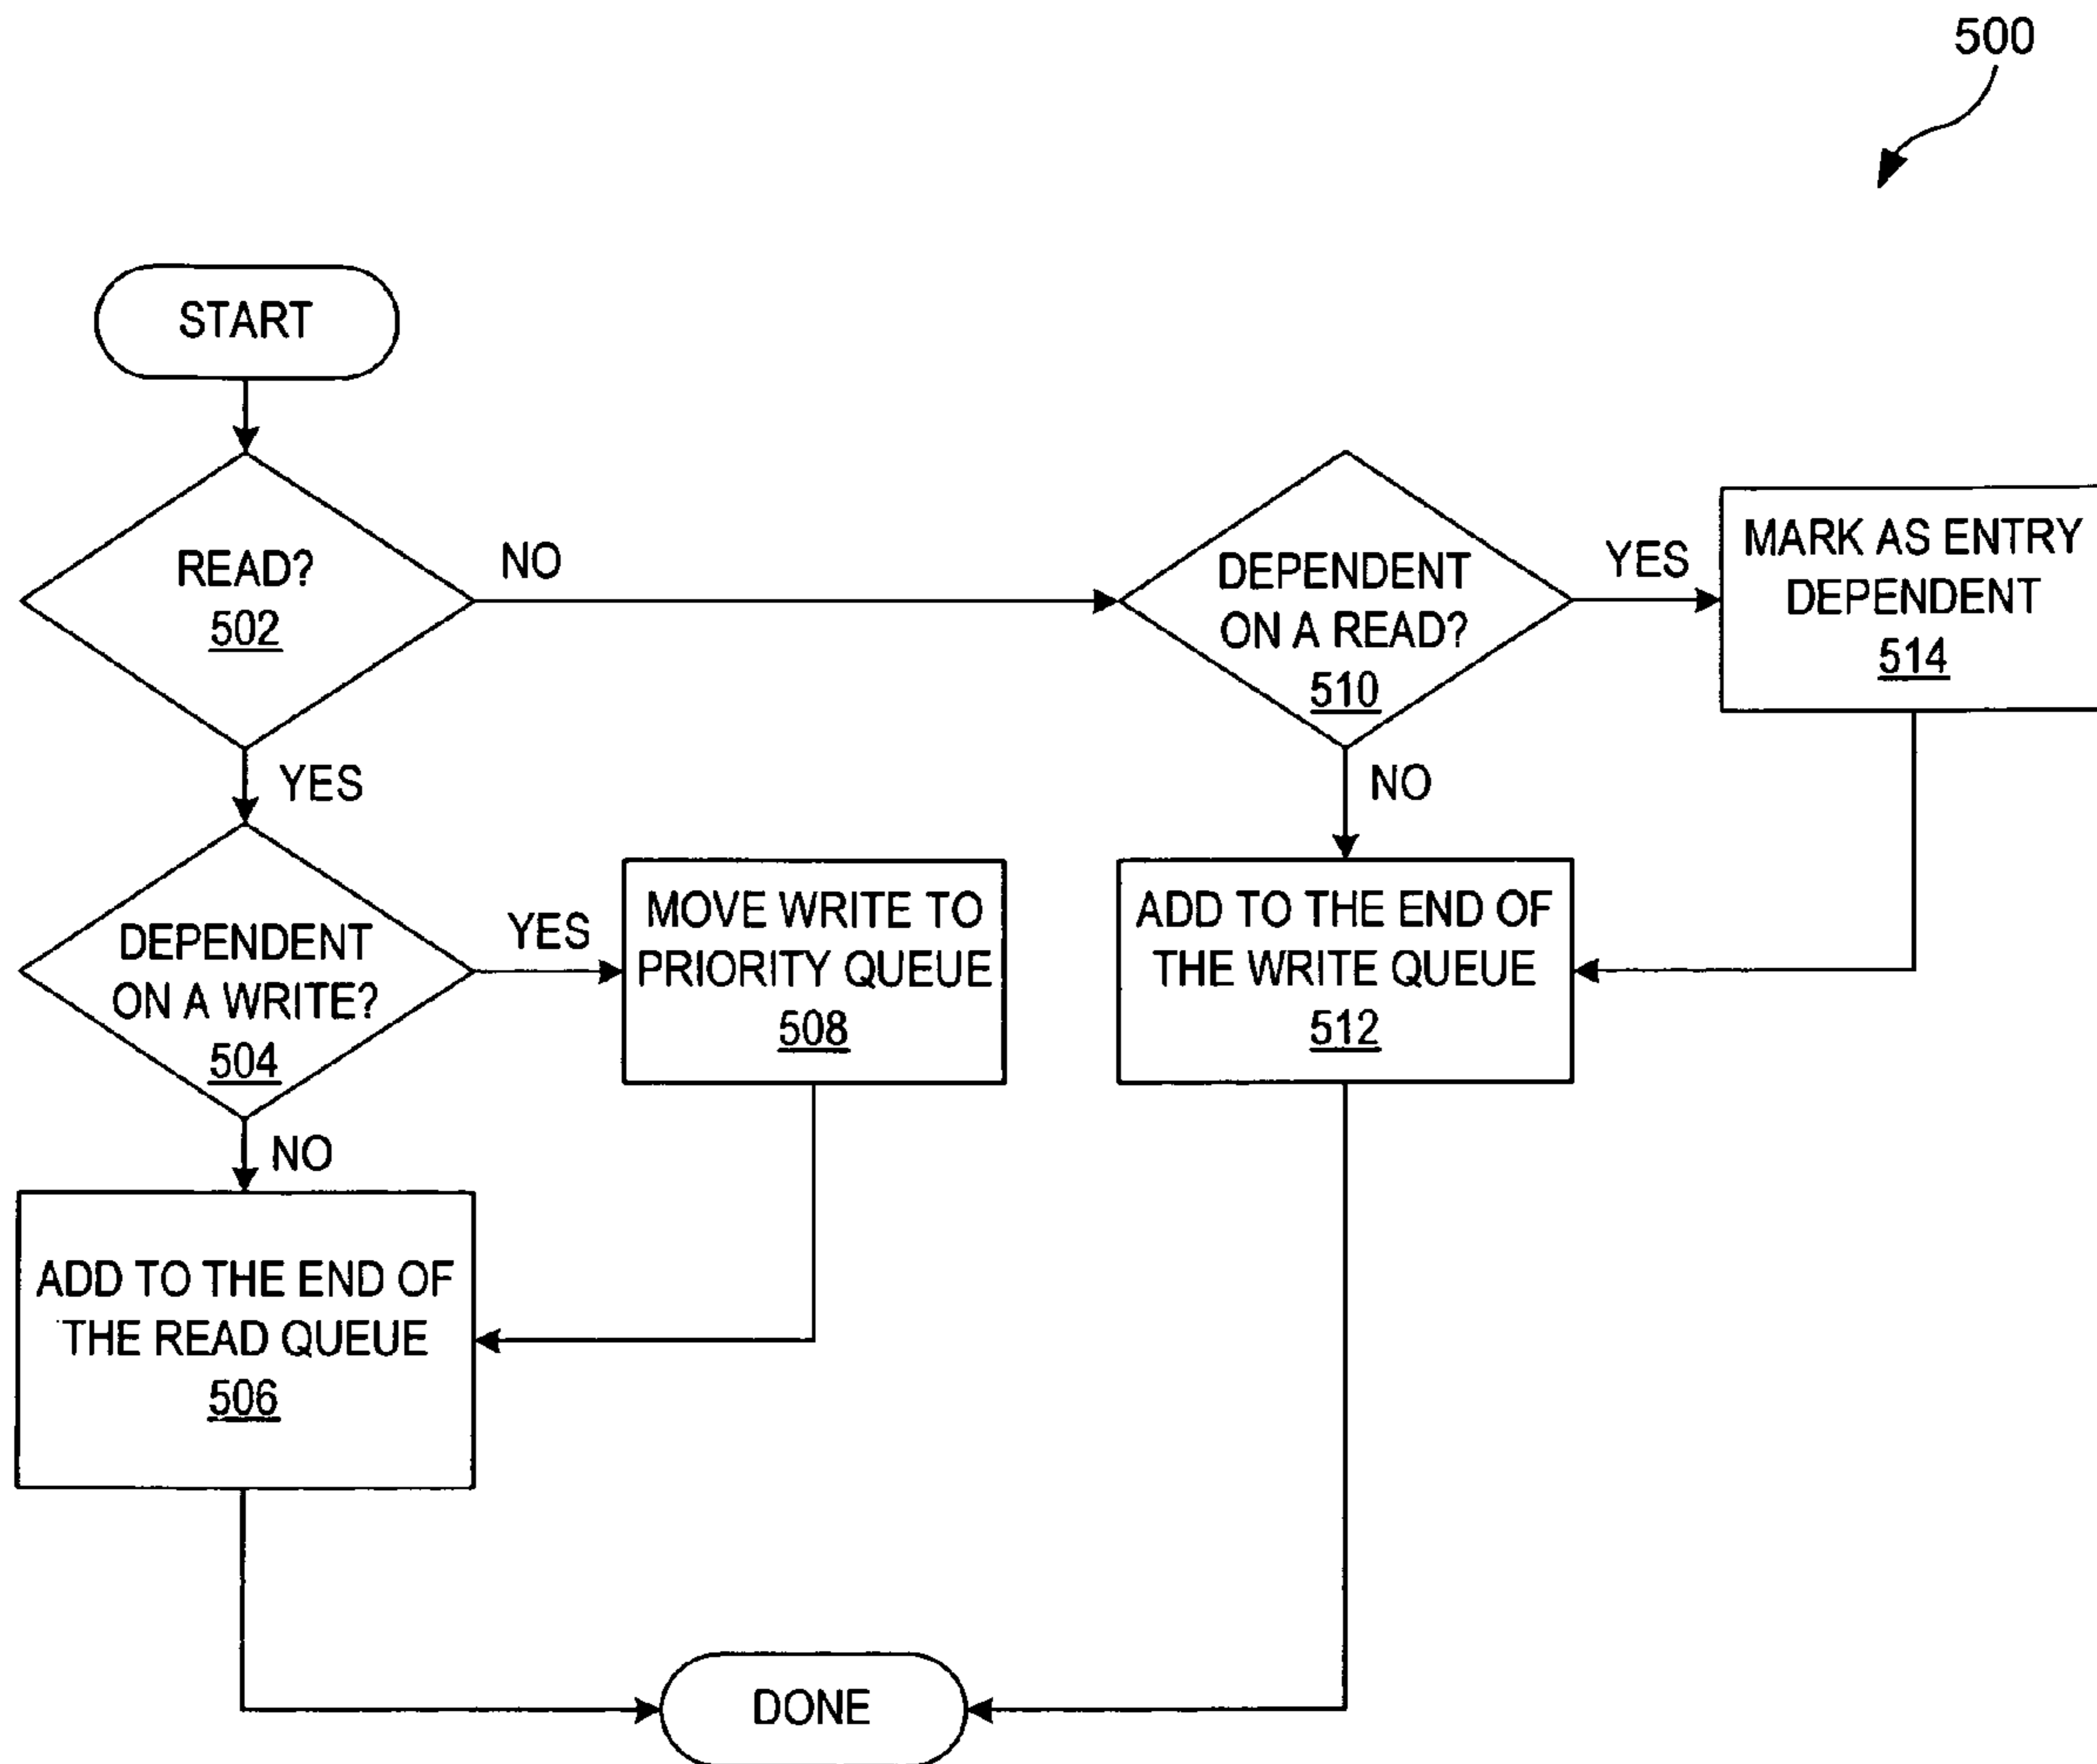 500
START
READ?
502
NO
DEPENDENT
ON A READ?
510
YES
MARK AS ENTRY
DEPENDENT
514
YES
NO
DEPENDENT
ON A WRITE?
504
YES
MOVE WRITE TO
PRIORITY QUEUE
508
ADD TO THE END OF
THE WRITE QUEUE
512
NO
ADD TO THE END OF
THE READ QUEUE
506
DONE